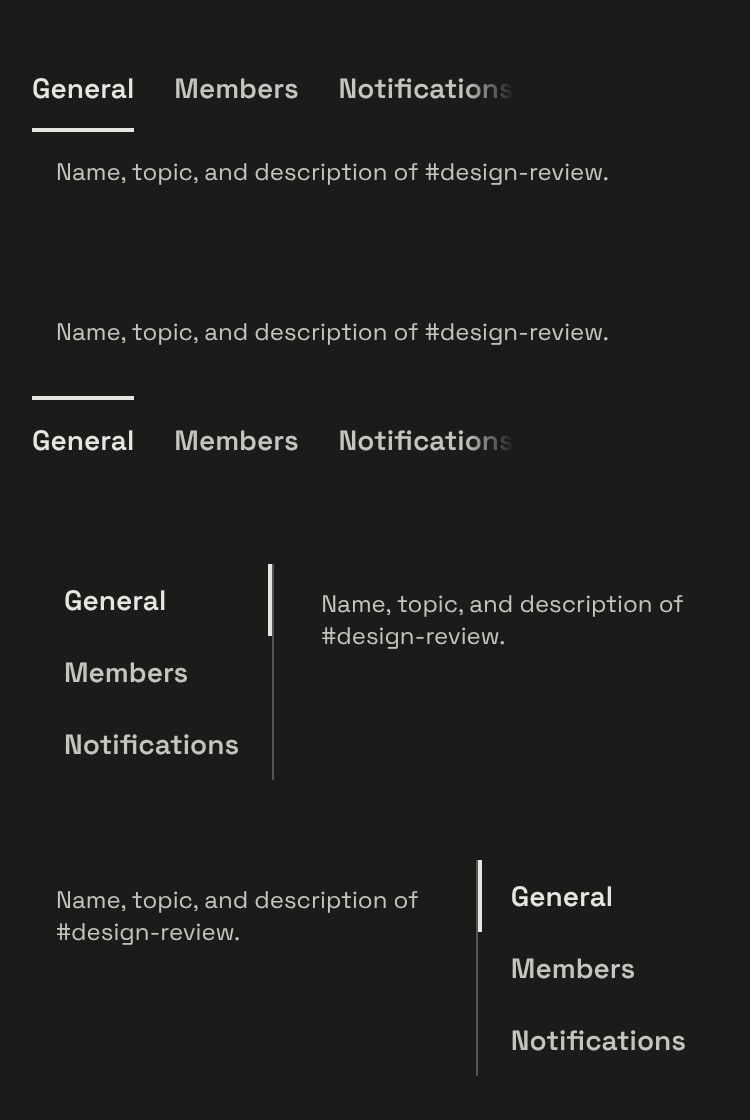 General Members Notifications
Name, topic, and description of #design-review.
Name, topic, and description of #design-review.
General Members Notifications
General
Members
Notifications
Name, topic, and description of
#design-review.
Name, topic, and description of
#design-review.
General
Members
Notifications